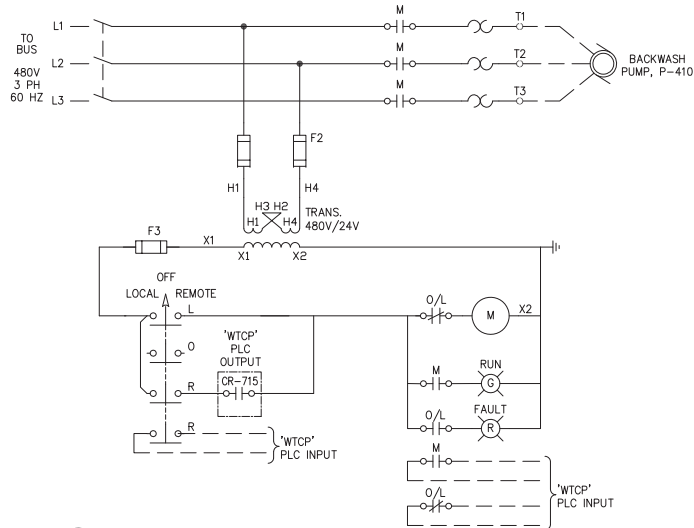 L1
M
T1
TO
BUS
L2
M
T2
BACKWASH
PUMP, P-410
480V
3 PH
60 HZ
L3
M
T3
F2
H1
H4
H3 H2
H1
H4
TRANS.
480V/24V
F3
X1
X1
X2
OFF
LOCAL
REMOTE
L
O/L
M
X2
O
'WTCP'
PLC
OUTPUT
CR-715
R
M
RUN
G
O/L
FAULT
R
R
'WTCP'
PLC INPUT
M
O/L
'WTCP'
PLC INPUT